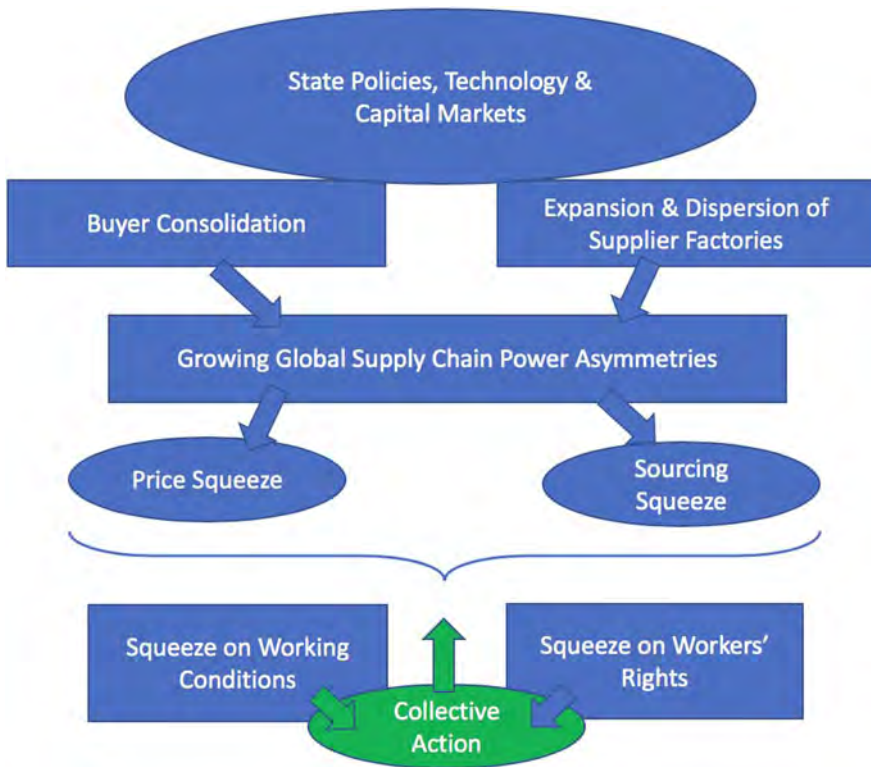 State Policies, Technology &
Capital Markets
Buyer Consolidation
Expansion & Dispersion of
Supplier Factories
Growing Global Supply Chain Power Asymmetries
Price Squeeze
Sourcing
Squeeze
Squeeze on Working
Conditions
Squeeze on Workers’
Rights
Collective
Action